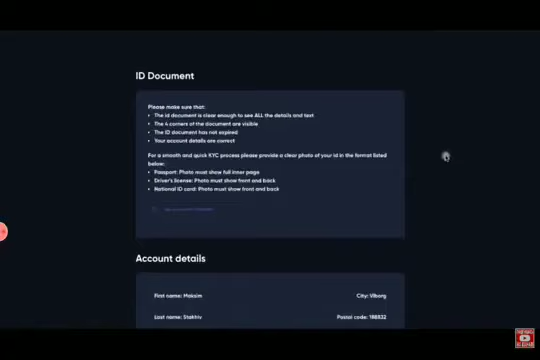 ID Document
Please make sure that:
• The id document is clear enough to see ALL the details and text
• The 4 corners of the document are visible
• The ID document has not expired
• Your account details are correct
For a smooth and quick KYC process please provide a clear photo of your id in the format listed
below:
• Passport: Photo must show full inner page
• Driver's license: Photo must show front and back
• National ID card: Photo must show front and back
Account details
First name: Maksim
City: Viborg
Last name: Stakhiv
Postal code: 188832